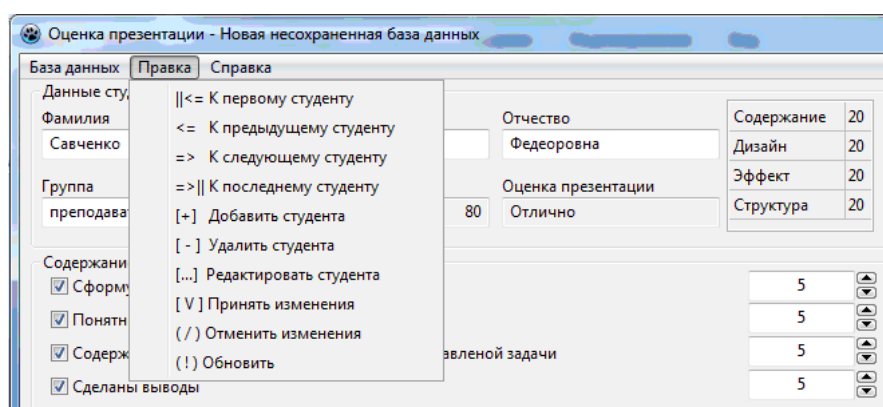 Оценка презентации - Новая несохраненная база данных
База данных Правка Справка
||<= К первому студенту
<= К предыдущему студенту
=> К следующему студенту
=>|| К последнему студенту
[+] Добавить студента
[ - ] Удалить студента
[...] Редактировать студента
[ V ] Принять изменения
( / ) Отменить изменения
( ! ) Обновить
Данные
Фамилия Отчество
Савченко Федеоровна
Группа Оценка презентации
80 Отлично
Содержание 20
Дизайн 20
Эффект 20
Структура 20
5
5
задачи 5
Сделаны выводы 5